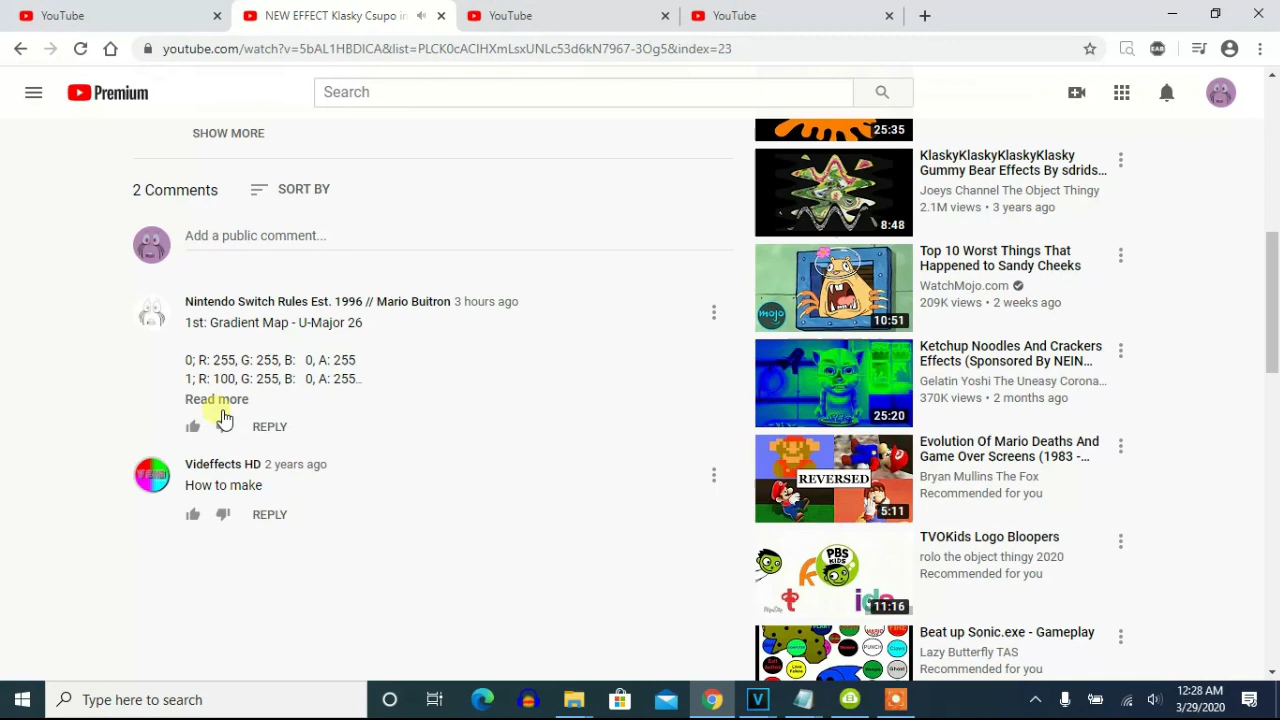 YouTube
NEW EFFECT Klasky Csupo in
YouTube
YouTube
youtube.com/watch?v=5bAL1HBDICA&list=PLCK0cACIHXmLsxUNLc53d6kN7967-3Og5&index=23
EAB
Premium
Search
SHOW MORE
2 Comments
SORT BY
Add a public comment...
Nintendo Switch Rules Est. 1996 // Mario Buitron 3 hours ago
1st: Gradient Map - U-Major 26
0; R: 255, G: 255, B: 0, A: 255
1; R: 100, G: 255, B: 0, A: 255...
Read more
REPLY
Videffects HD 2 years ago
How to make
REPLY
25:35
8:48
KlaskyKlaskyKlaskyKlasky
Gummy Bear Effects By sdrids...
Joeys Channel The Object Thingy
2.1M views • 3 years ago
mojo
10:51
Top 10 Worst Things That
Happened to Sandy Cheeks
WatchMojo.com
209K views • 2 weeks ago
25:20
Ketchup Noodles And Crackers
Effects (Sponsored By NEIN...
Gelatin Yoshi The Uneasy Corona...
370K views • 2 months ago
REVERSED
5:11
Evolution Of Mario Deaths And
Game Over Screens (1983 -...
Bryan Mullins The Fox
Recommended for you
PBS
KIDS
11:16
TVOKids Logo Bloopers
rolo the object thingy 2020
Recommended for you
Beat up Sonic.exe - Gameplay
Lazy Butterfly TAS
Recommended for you
Type here to search
12:28 AM
3/29/2020